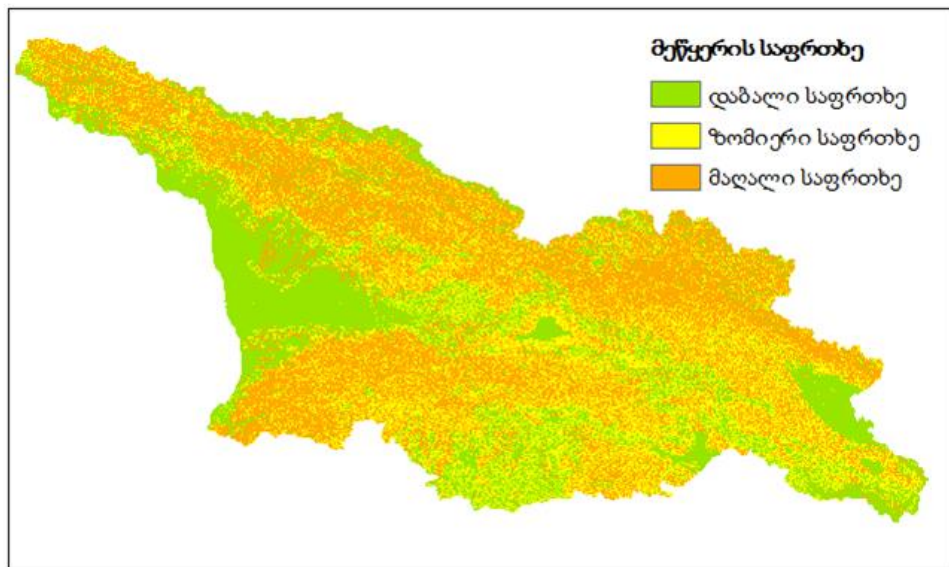 მეწყერის საფრთხე
დაბალი საფრთხე
ზომიერი საფრთხე
მაღალი საფრთხე